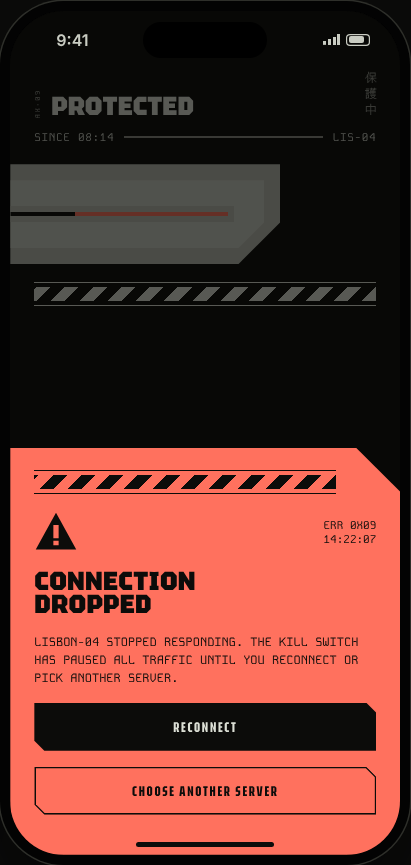 9:41
PROTECTED
保護中
SINCE 08:14
LIS-04
ERR 0X09
14:22:07
CONNECTION
DROPPED
LISBON-04 STOPPED RESPONDING. THE KILL SWITCH
HAS PAUSED ALL TRAFFIC UNTIL YOU RECONNECT OR
PICK ANOTHER SERVER.
RECONNECT
CHOOSE ANOTHER SERVER